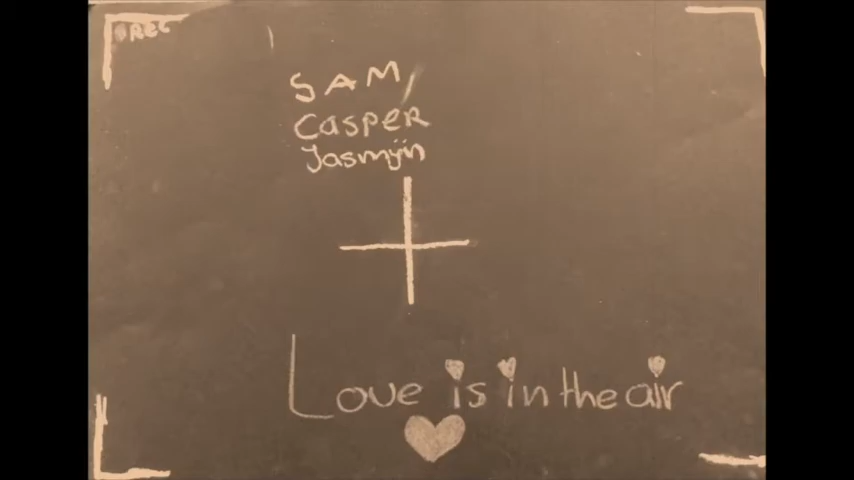 REC
SAM,
Casper
Jasmijn
Love is in the air